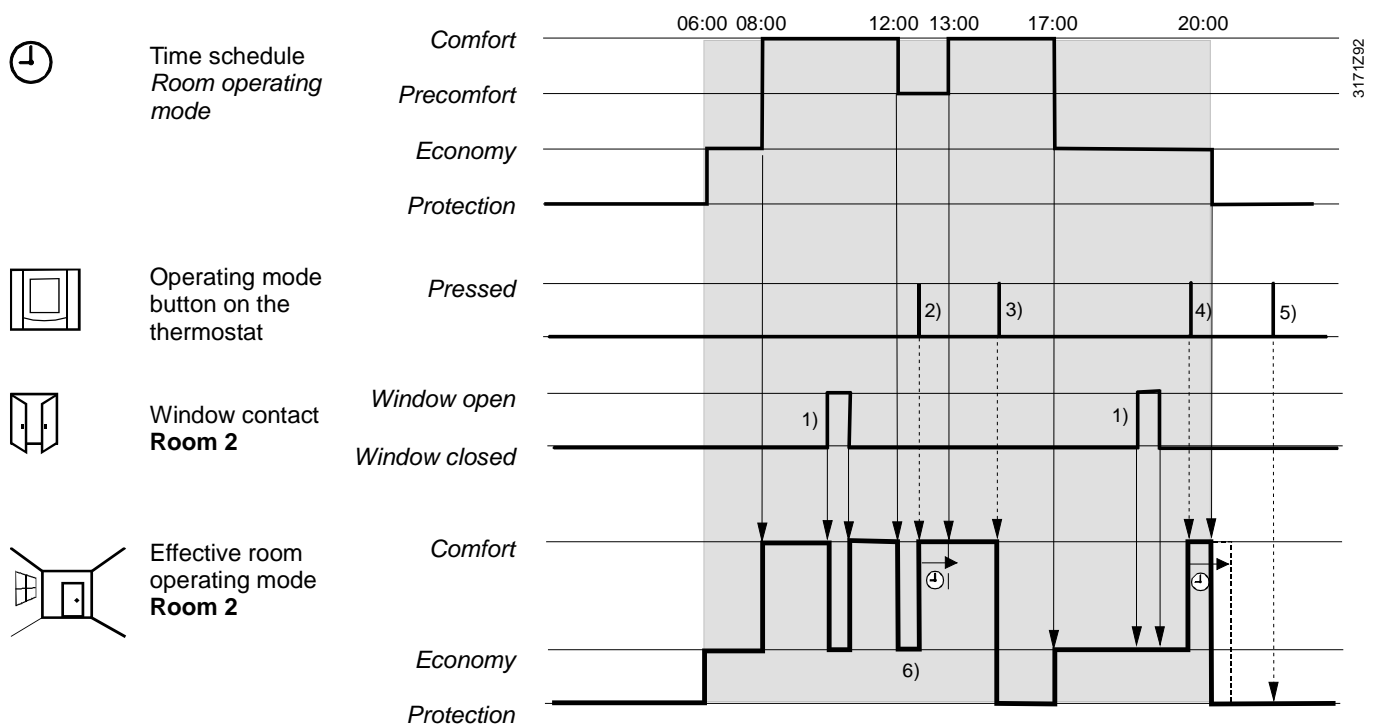 06:00 08:00 12:00 13:00 17:00 20:00
Time schedule
Room operating
mode
Comfort
Precomfort
Economy
Protection
3171Z92
Operating mode
button on the
thermostat
Pressed
2) 3) 4) 5)
Window contact
Room 2
Window open
1) 1)
Window closed
Effective room
operating mode
Room 2
Comfort
Economy
6)
Protection